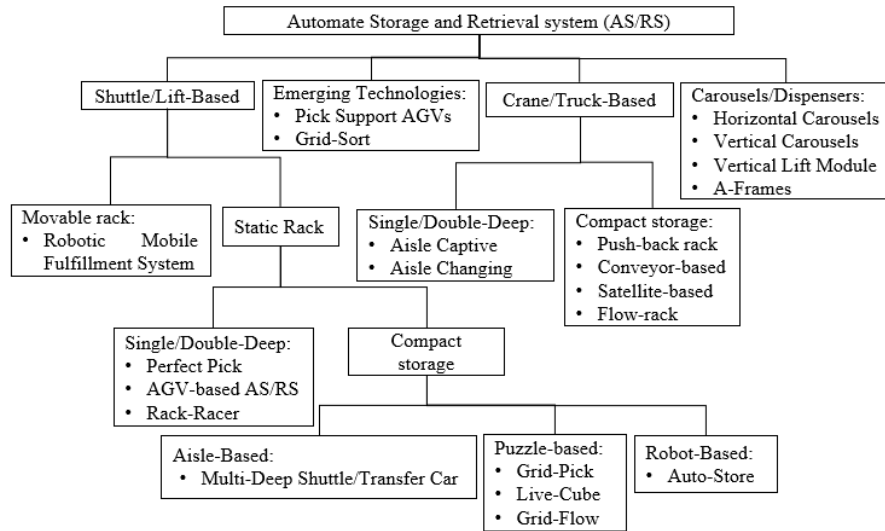 Automate Storage and Retrieval system (AS/RS)
Shuttle/Lift-Based
Emerging Technologies:
• Pick Support AGVs
• Grid-Sort
Crane/Truck-Based
Carousels/Dispensers:
• Horizontal Carousels
• Vertical Carousels
• Vertical Lift Module
• A-Frames
Movable rack:
• Robotic Mobile
Fulfillment System
Static Rack
Single/Double-Deep:
• Aisle Captive
• Aisle Changing
Compact storage:
• Push-back rack
• Conveyor-based
• Satellite-based
• Flow-rack
Single/Double-Deep:
• Perfect Pick
• AGV-based AS/RS
• Rack-Racer
Compact
storage
Aisle-Based:
• Multi-Deep Shuttle/Transfer Car
Puzzle-based:
• Grid-Pick
• Live-Cube
• Grid-Flow
Robot-Based:
• Auto-Store